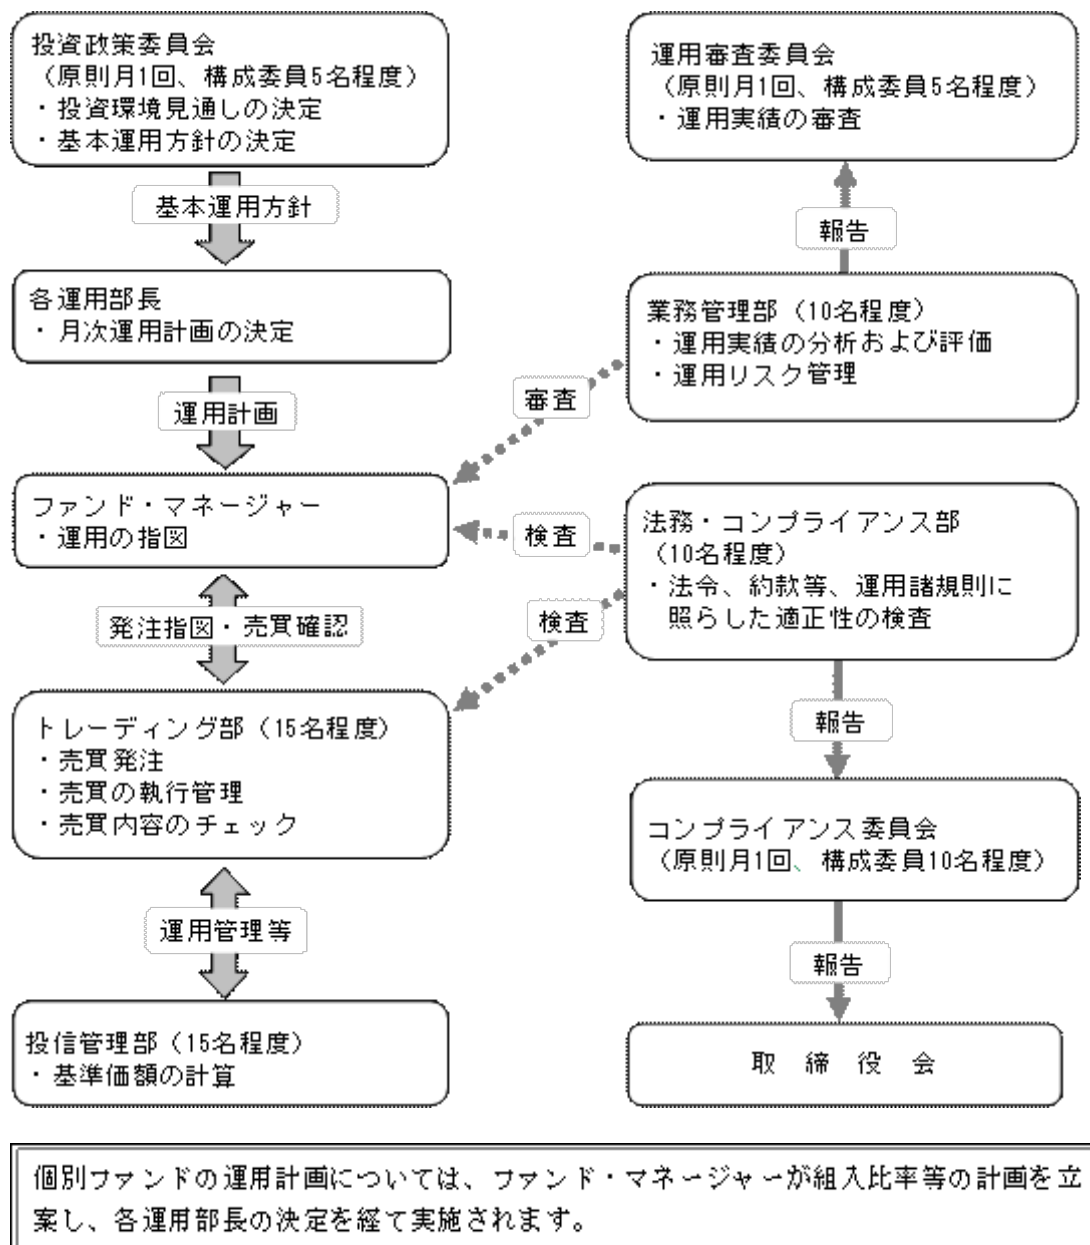 投資政策委員会
（原則月1回、構成委員5名程度）
・投資環境見通しの決定
・基本運用方針の決定
基本運用方針
各運用部長
・月次運用計画の決定
運用計画
ファンド・マネージャー
・運用の指図
発注指図・売買確認
トレーディング部（15名程度）
・売買発注
・売買の執行管理
・売買内容のチェック
運用管理等
投信管理部（15名程度）
・基準価額の計算
運用審査委員会
（原則月1回、構成委員5名程度）
・運用実績の審査
報告
業務管理部（10名程度）
・運用実績の分析および評価
・運用リスク管理
審査
法務・コンプライアンス部
（10名程度）
・法令、約款等、運用諸規則に
照らした適正性の検査
検査
検査
報告
コンプライアンス委員会
（原則月1回、構成委員10名程度）
報告
取締役会
個別ファンドの運用計画については、ファンド・マネージャーが組入比率等の計画を立
案し、各運用部長の決定を経て実施されます。